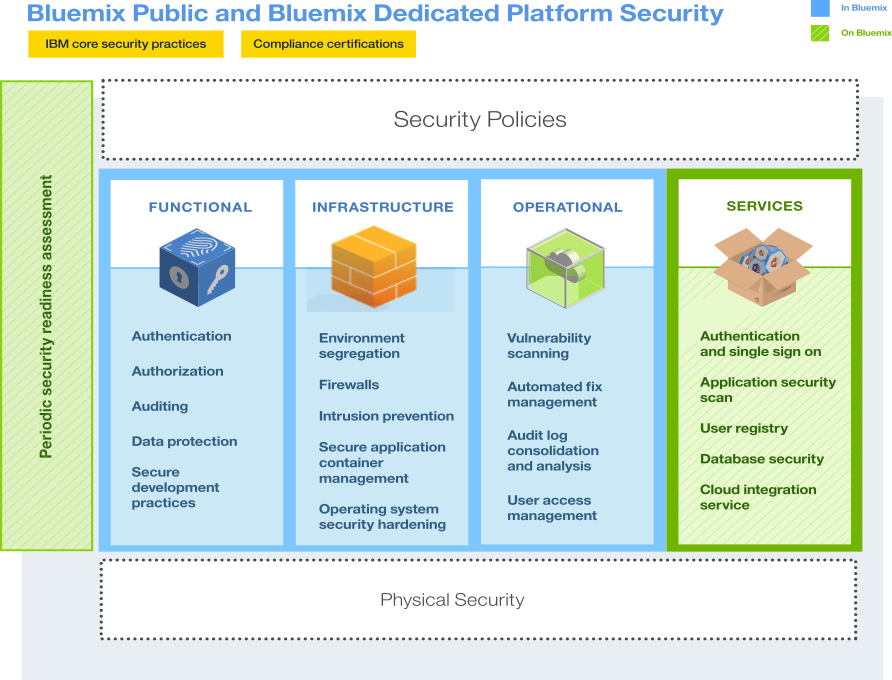 Bluemix Public and Bluemix Dedicated Platform Security
In Bluemix
On Bluemix
IBM core security practices
Compliance certifications
Periodic security readiness assessment
Security Policies
FUNCTIONAL
Authentication
Authorization
Auditing
Data protection
Secure
development
practices
INFRASTRUCTURE
Environment
segregation
Firewalls
Intrusion prevention
Secure application
container
management
Operating system
security hardening
OPERATIONAL
Vulnerability
scanning
Automated fix
management
Audit log
consolidation
and analysis
User access
management
SERVICES
Authentication
and single sign on
Application security
scan
User registry
Database security
Cloud integration
service
Physical Security